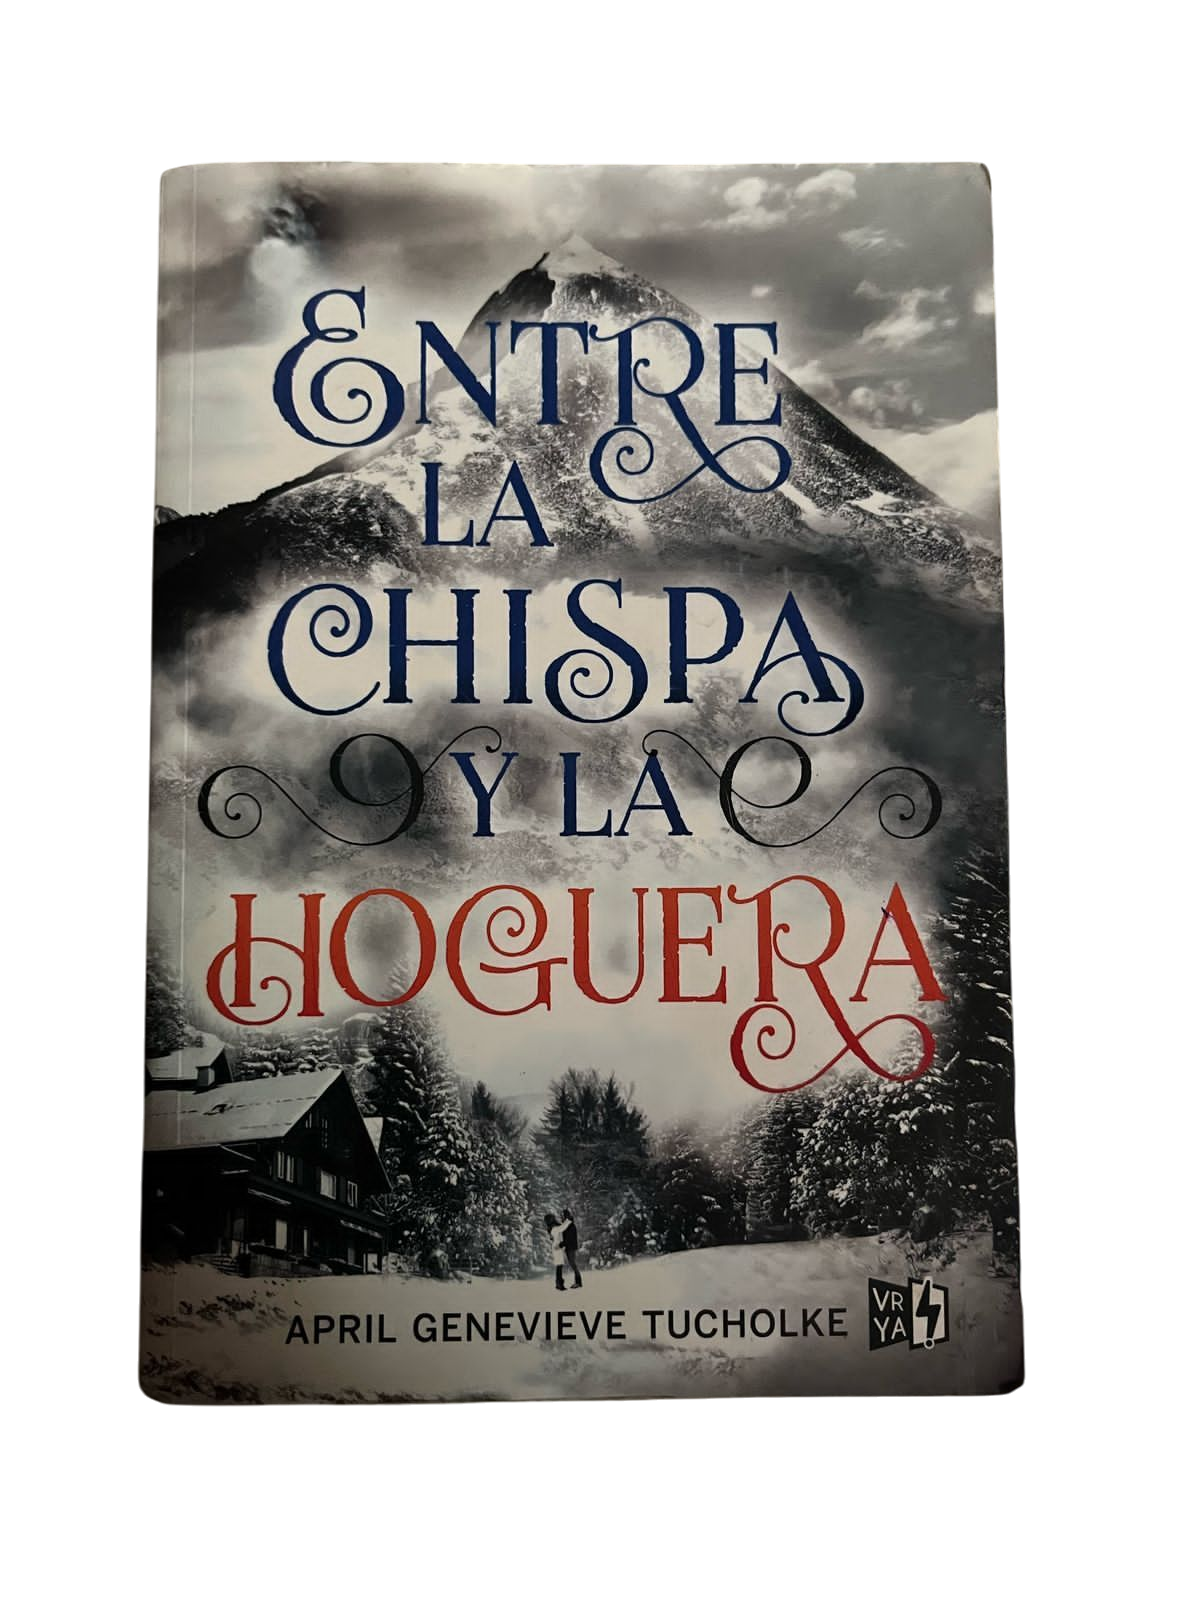 ENTRE
LA
CHISPA
Y LA
HOGUERA
APRIL GENEVIEVE TUCHOLKE
VR
YA